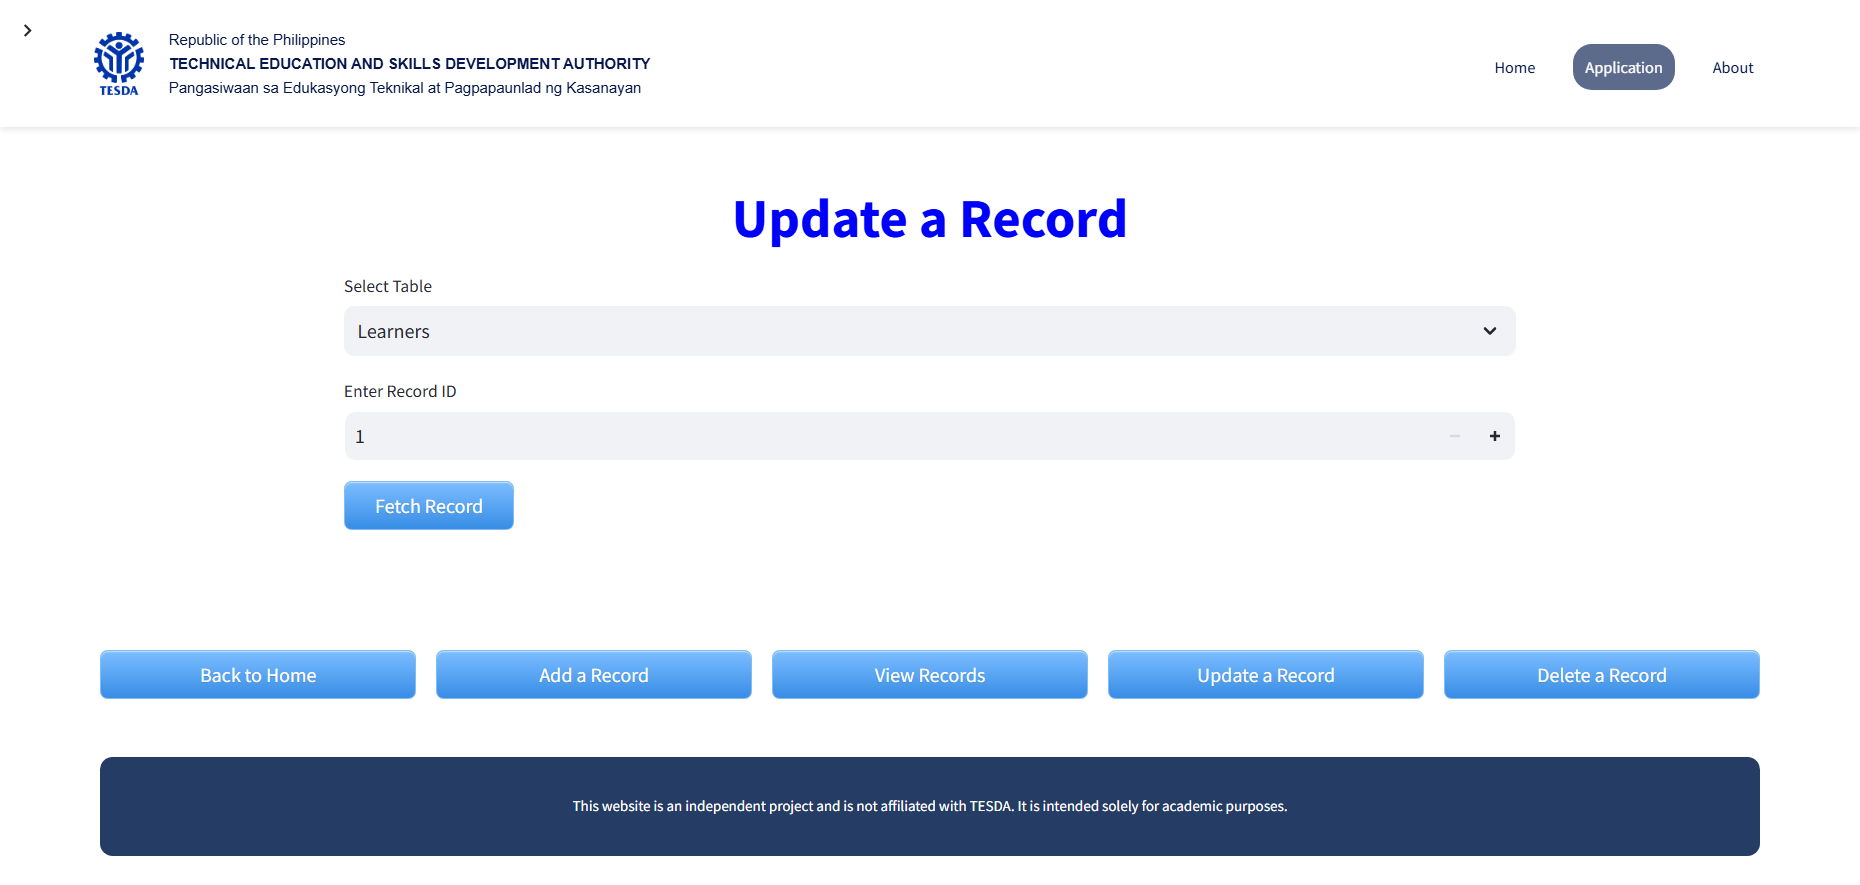 Republic of the Philippines
TECHNICAL EDUCATION AND SKILLS DEVELOPMENT AUTHORITY
Pangasiwaan sa Edukasyong Teknikal at Pagpapaunlad ng Kasanayan
TESDA
Home
Application
About
Update a Record
Select Table
Learners
Enter Record ID
1
Fetch Record
Back to Home
Add a Record
View Records
Update a Record
Delete a Record
This website is an independent project and is not affiliated with TESDA. It is intended solely for academic purposes.